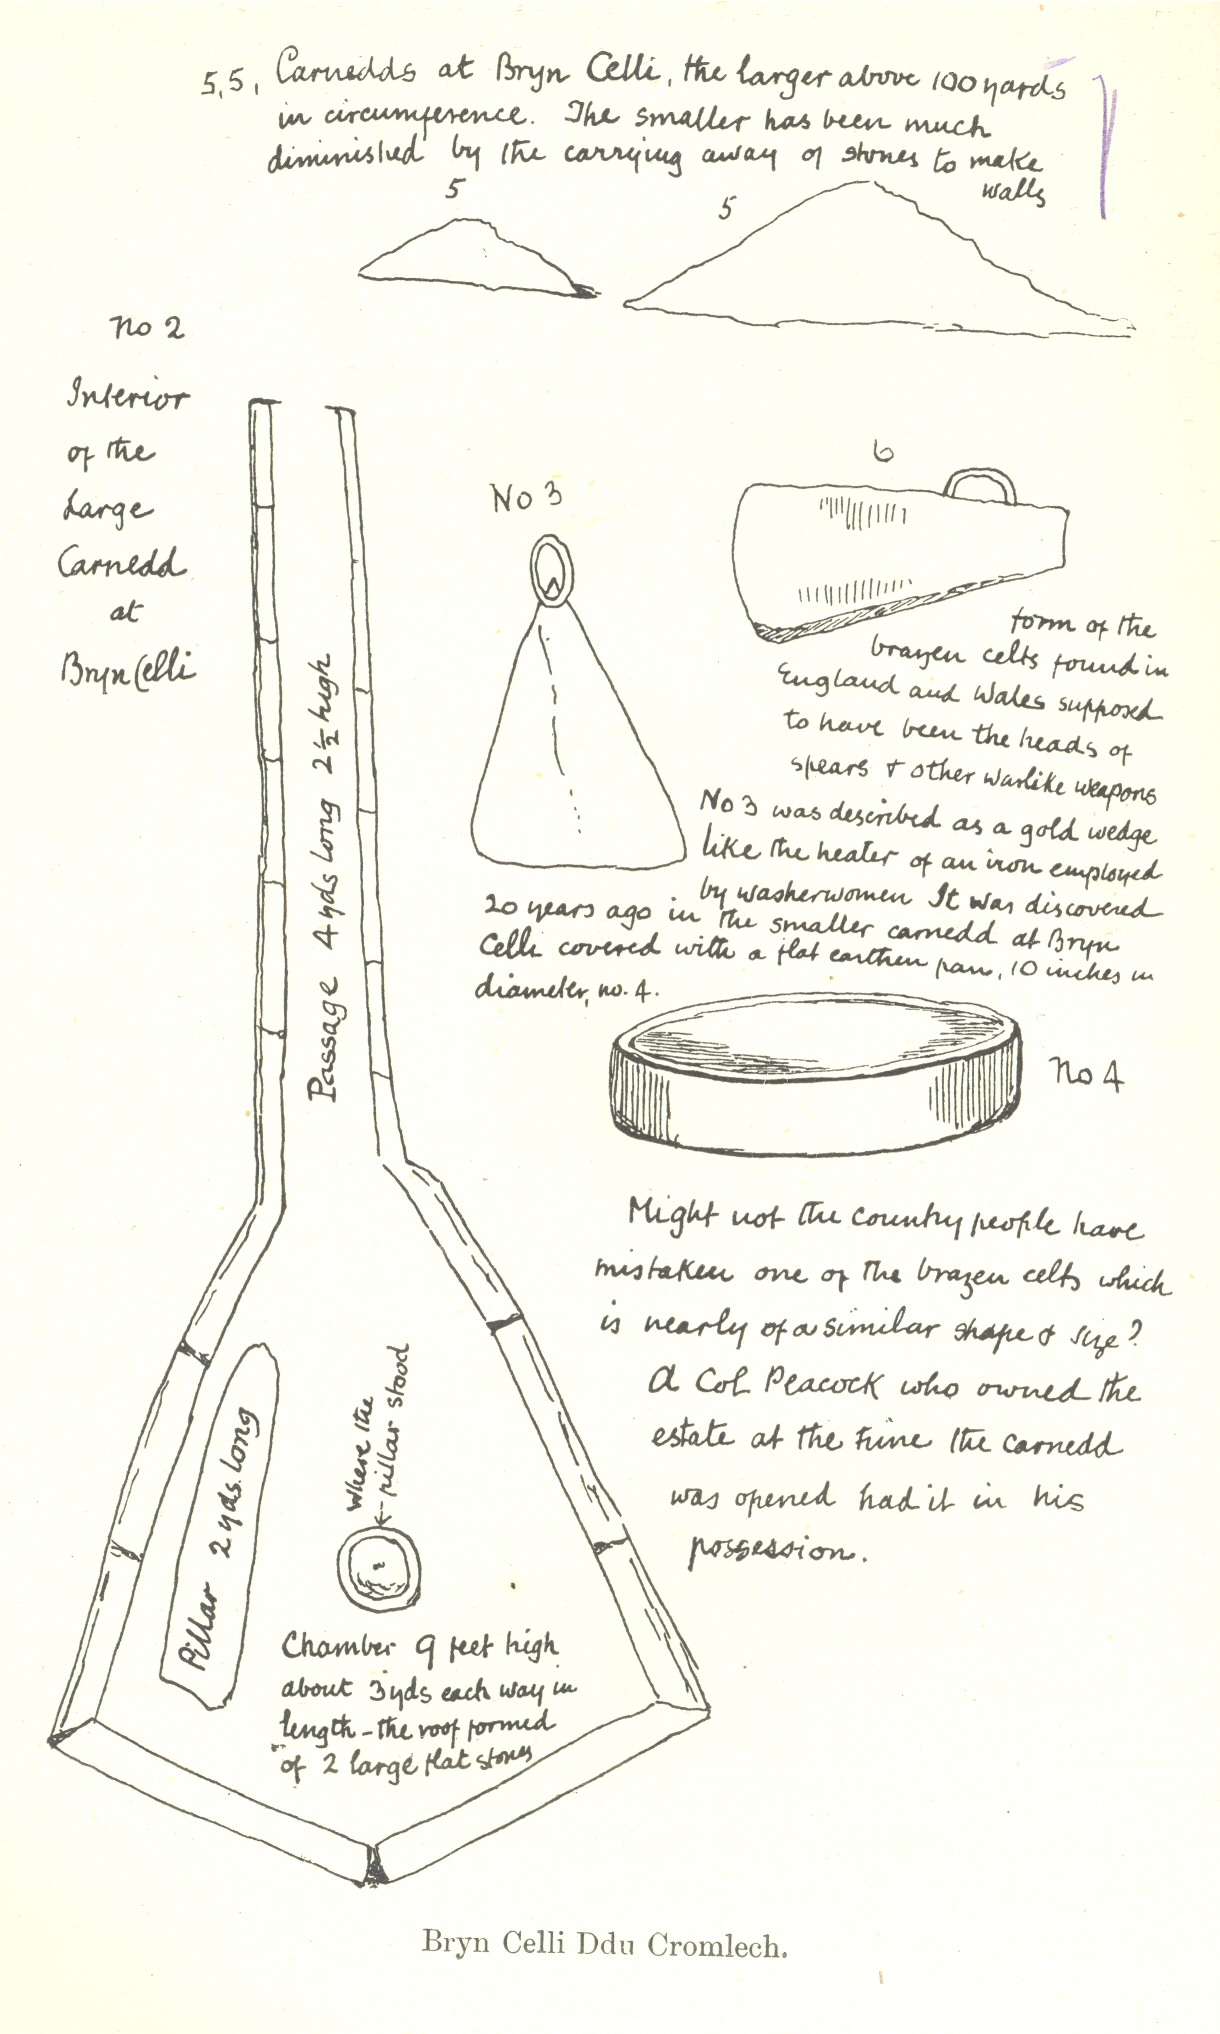 5,5, Carnedds at Bryn Celli, the larger above 100 yards
in circumference. The smaller has been much
diminished by the carrying away of stones to make
walls
5
5
No 2
Interior
of the
Large
Carnedd
at
Bryn Celli
Passage 4 yds long 2½ high
No 3
6
form of the
brazen celts found in
England and Wales supposed
to have been the heads of
spears & other warlike weapons
No 3 was described as a gold wedge
like the heater of an iron employed
by washerwomen It was discovered
20 years ago in the smaller carnedd at Bryn
Celli covered with a flat earthen pan, 10 inches in
diameter, no. 4.
no 4
Might not the country people have
mistaken one of the brazen celts which
is nearly of a similar shape & size?
A Col Peacock who owned the
estate at the time the carnedd
was opened had it in his
possession.
Pillar 2 yds. long
Where the
← pillar stood
Chamber 9 feet high
about 3 yds each way in
length – the roof formed
of 2 large flat stones
Bryn Celli Ddu Cromlech.